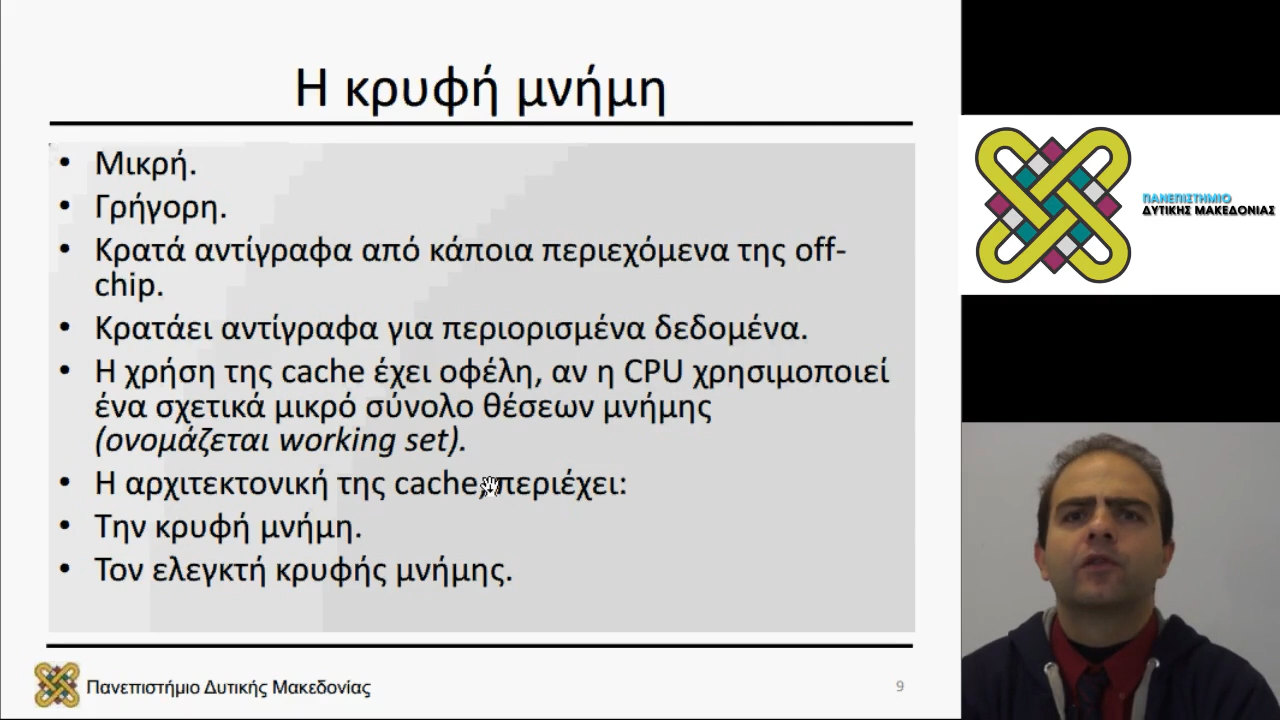 Η κρυφή μνήμη
• Μικρή.
• Γρήγορη.
• Κρατά αντίγραφα από κάποια περιεχόμενα της off-
chip.
• Κρατάει αντίγραφα για περιορισμένα δεδομένα.
• Η χρήση της cache έχει οφέλη, αν η CPU χρησιμοποιεί
ένα σχετικά μικρό σύνολο θέσεων μνήμης
(ονομάζεται working set).
• Η αρχιτεκτονική της cache, περιέχει:
• Την κρυφή μνήμη.
• Τον ελεγκτή κρυφής μνήμης.
Πανεπιστήμιο Δυτικής Μακεδονίας
9
ΠΑΝΕΠΙΣΤΗΜΙΟ
ΔΥΤΙΚΗΣ ΜΑΚΕΔΟΝΙΑΣ